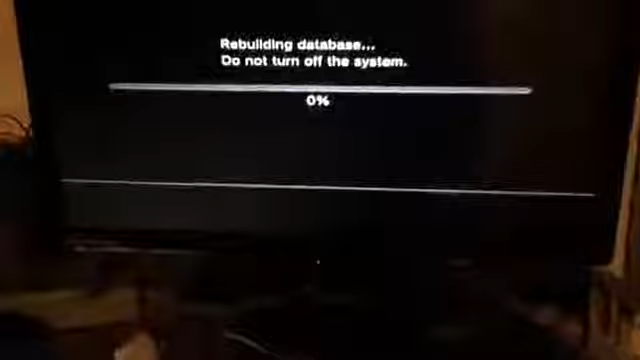 Rebuilding database...
Do not turn off the system.
0%